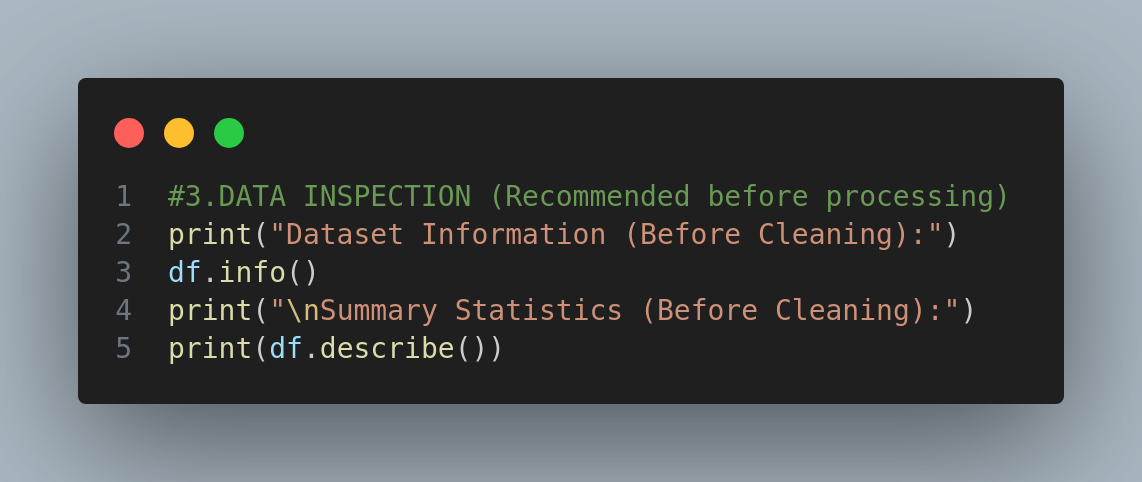 1 #3.DATA INSPECTION (Recommended before processing)
2 print("Dataset Information (Before Cleaning):")
3 df.info()
4 print("\nSummary Statistics (Before Cleaning):")
5 print(df.describe())